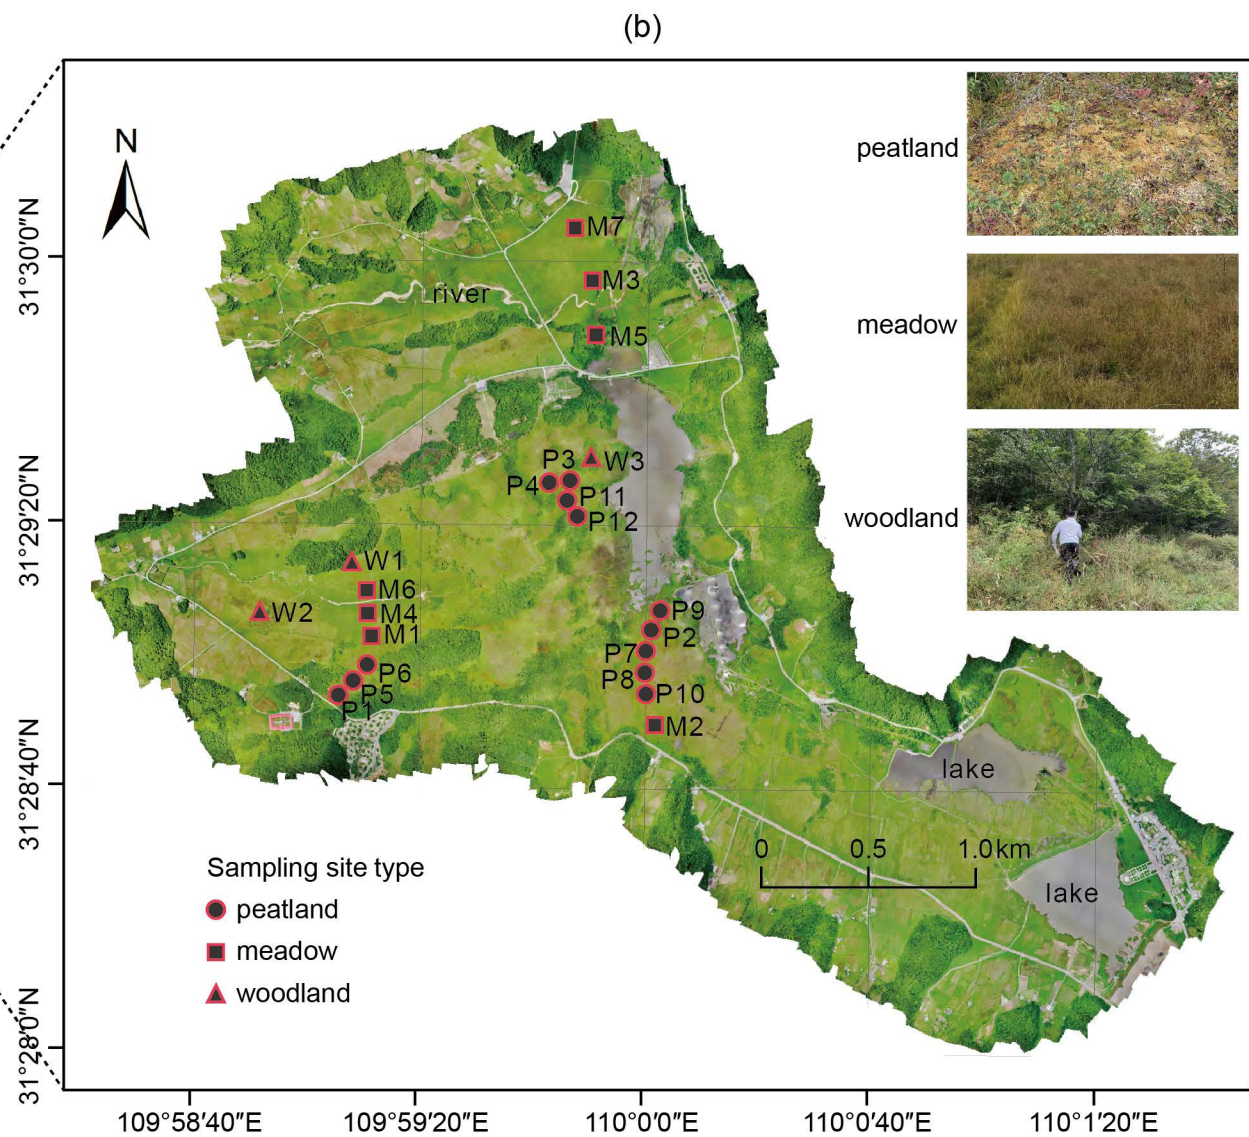 (b)
N
peatland
meadow
woodland
M7
M3
river
M5
P3
W3
P4
P11
P12
W1
M6
W2
M4
M1
P9
P2
P7
P6
P8
P5
P10
P1
M2
lake
0 0.5 1.0km
lake
Sampling site type
peatland
meadow
woodland
31°30′0″N
31°29′20″N
31°28′40″N
31°28′0″N
109°58′40″E 109°59′20″E 110°0′0″E 110°0′40″E 110°1′20″E